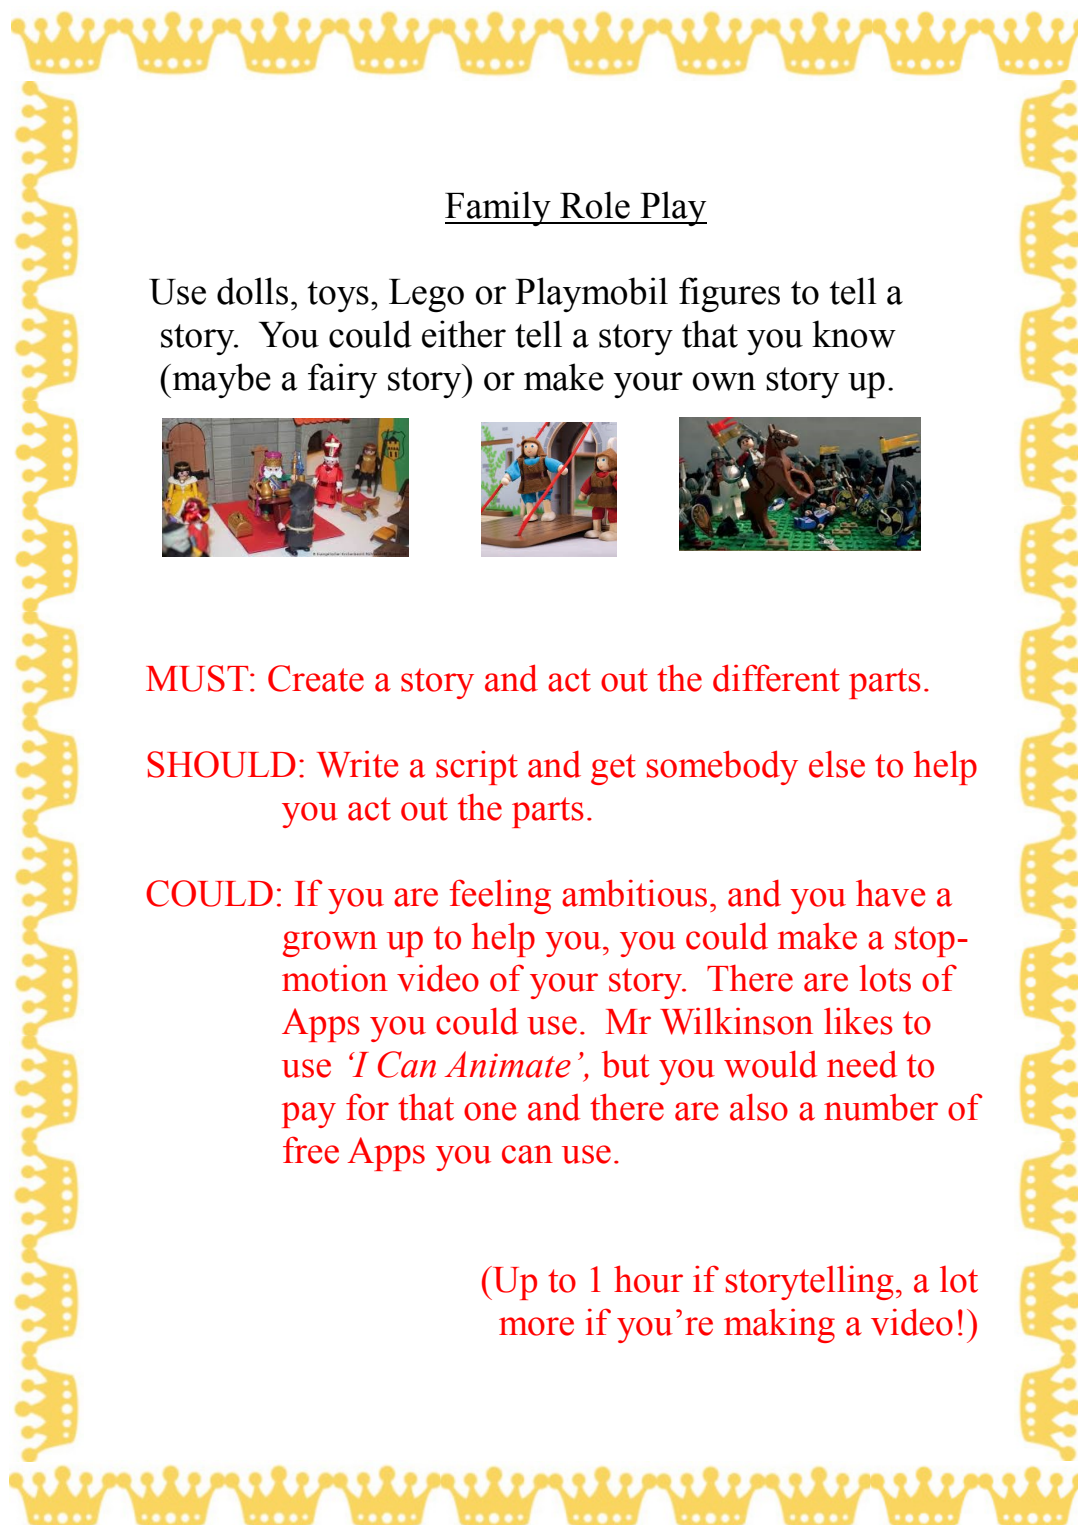 Family Role Play
Use dolls, toys, Lego or Playmobil figures to tell a
story.  You could either tell a story that you know
(maybe a fairy story) or make your own story up.
MUST: Create a story and act out the different parts.
SHOULD: Write a script and get somebody else to help
you act out the parts.
COULD: If you are feeling ambitious, and you have a
grown up to help you, you could make a stop-
motion video of your story.  There are lots of
Apps you could use.  Mr Wilkinson likes to
use ‘I Can Animate’, but you would need to
pay for that one and there are also a number of
free Apps you can use.
(Up to 1 hour if storytelling, a lot
more if you’re making a video!)